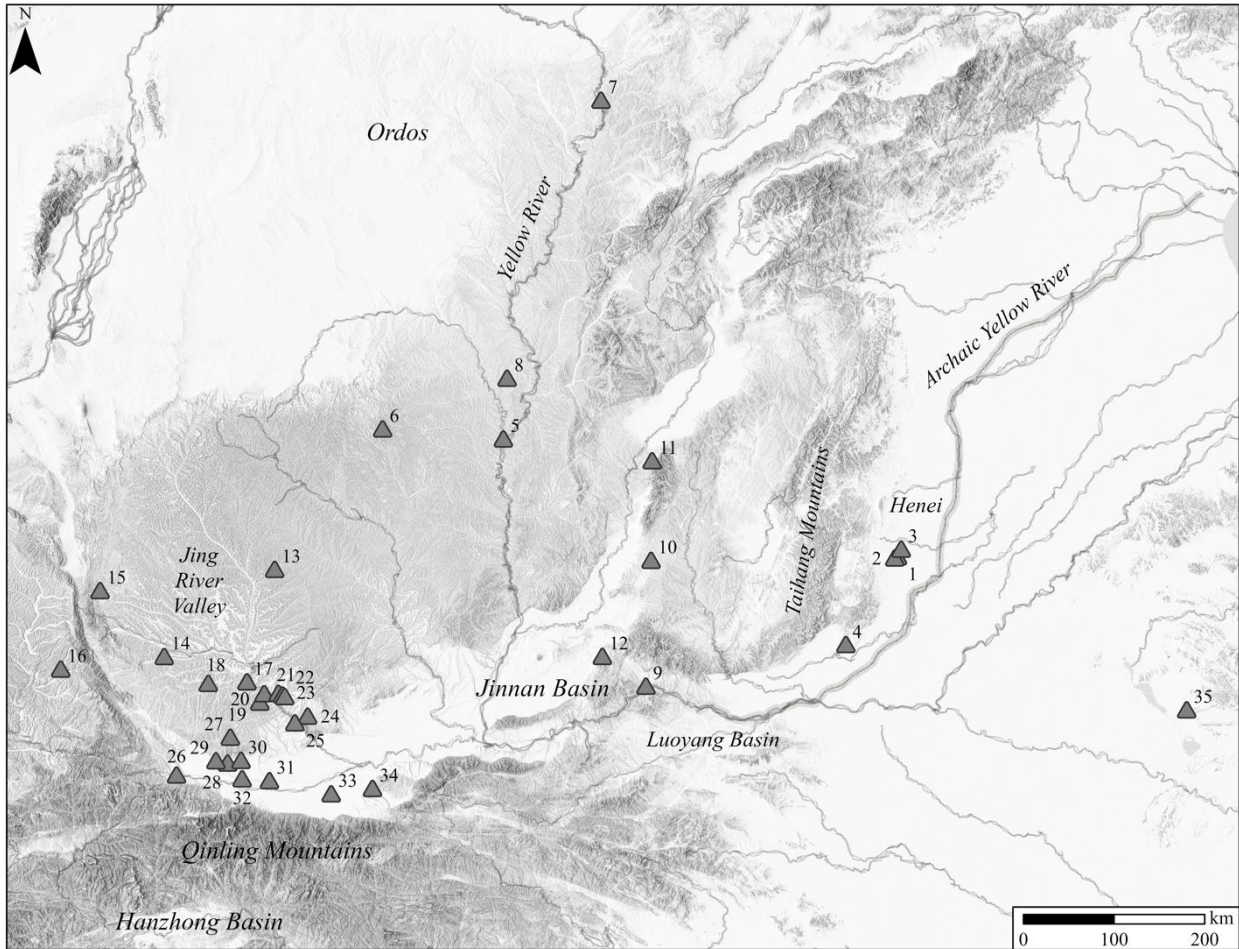 N
7
Ordos
Yellow River
Archaic Yellow River
8
6
5
11
Taihang Mountains
Henei
3
2
1
10
13
Jing
River
Valley
15
4
14
12
16
18
17
21
22
9
20
23
Jinnan Basin
35
19
24
25
27
Luoyang Basin
29
30
26
31
28
33
34
32
Qinling Mountains
Hanzhong Basin
km
0
100
200